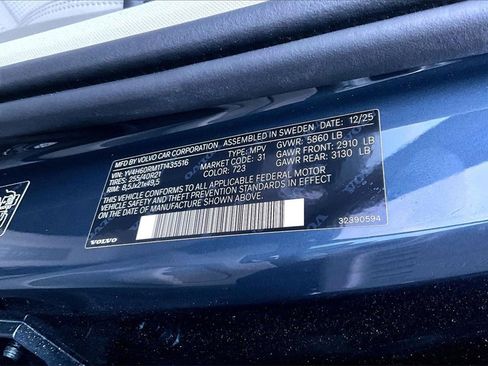 MFD BY VOLVO CAR CORPORATION. ASSEMBLED IN SWEDEN DATE: 12/25
VIN: YV4H60RM1T1435516 TYPE: MPV GVWR: 5860 LB
TIRES: 255/40R21 MARKET CODE: 31 GAWR FRONT: 2910 LB
RIM: 8,5Jx21x49,5 COLOR: 723 GAWR REAR: 3130 LB
THIS VEHICLE CONFORMS TO ALL APPLICABLE FEDERAL MOTOR
VEHICLE SAFETY AND THEFT PREVENTION STANDARDS IN EFFECT
ON THE DATE OF MANUFACTURE SHOWN ABOVE.
VOLVO
32390594